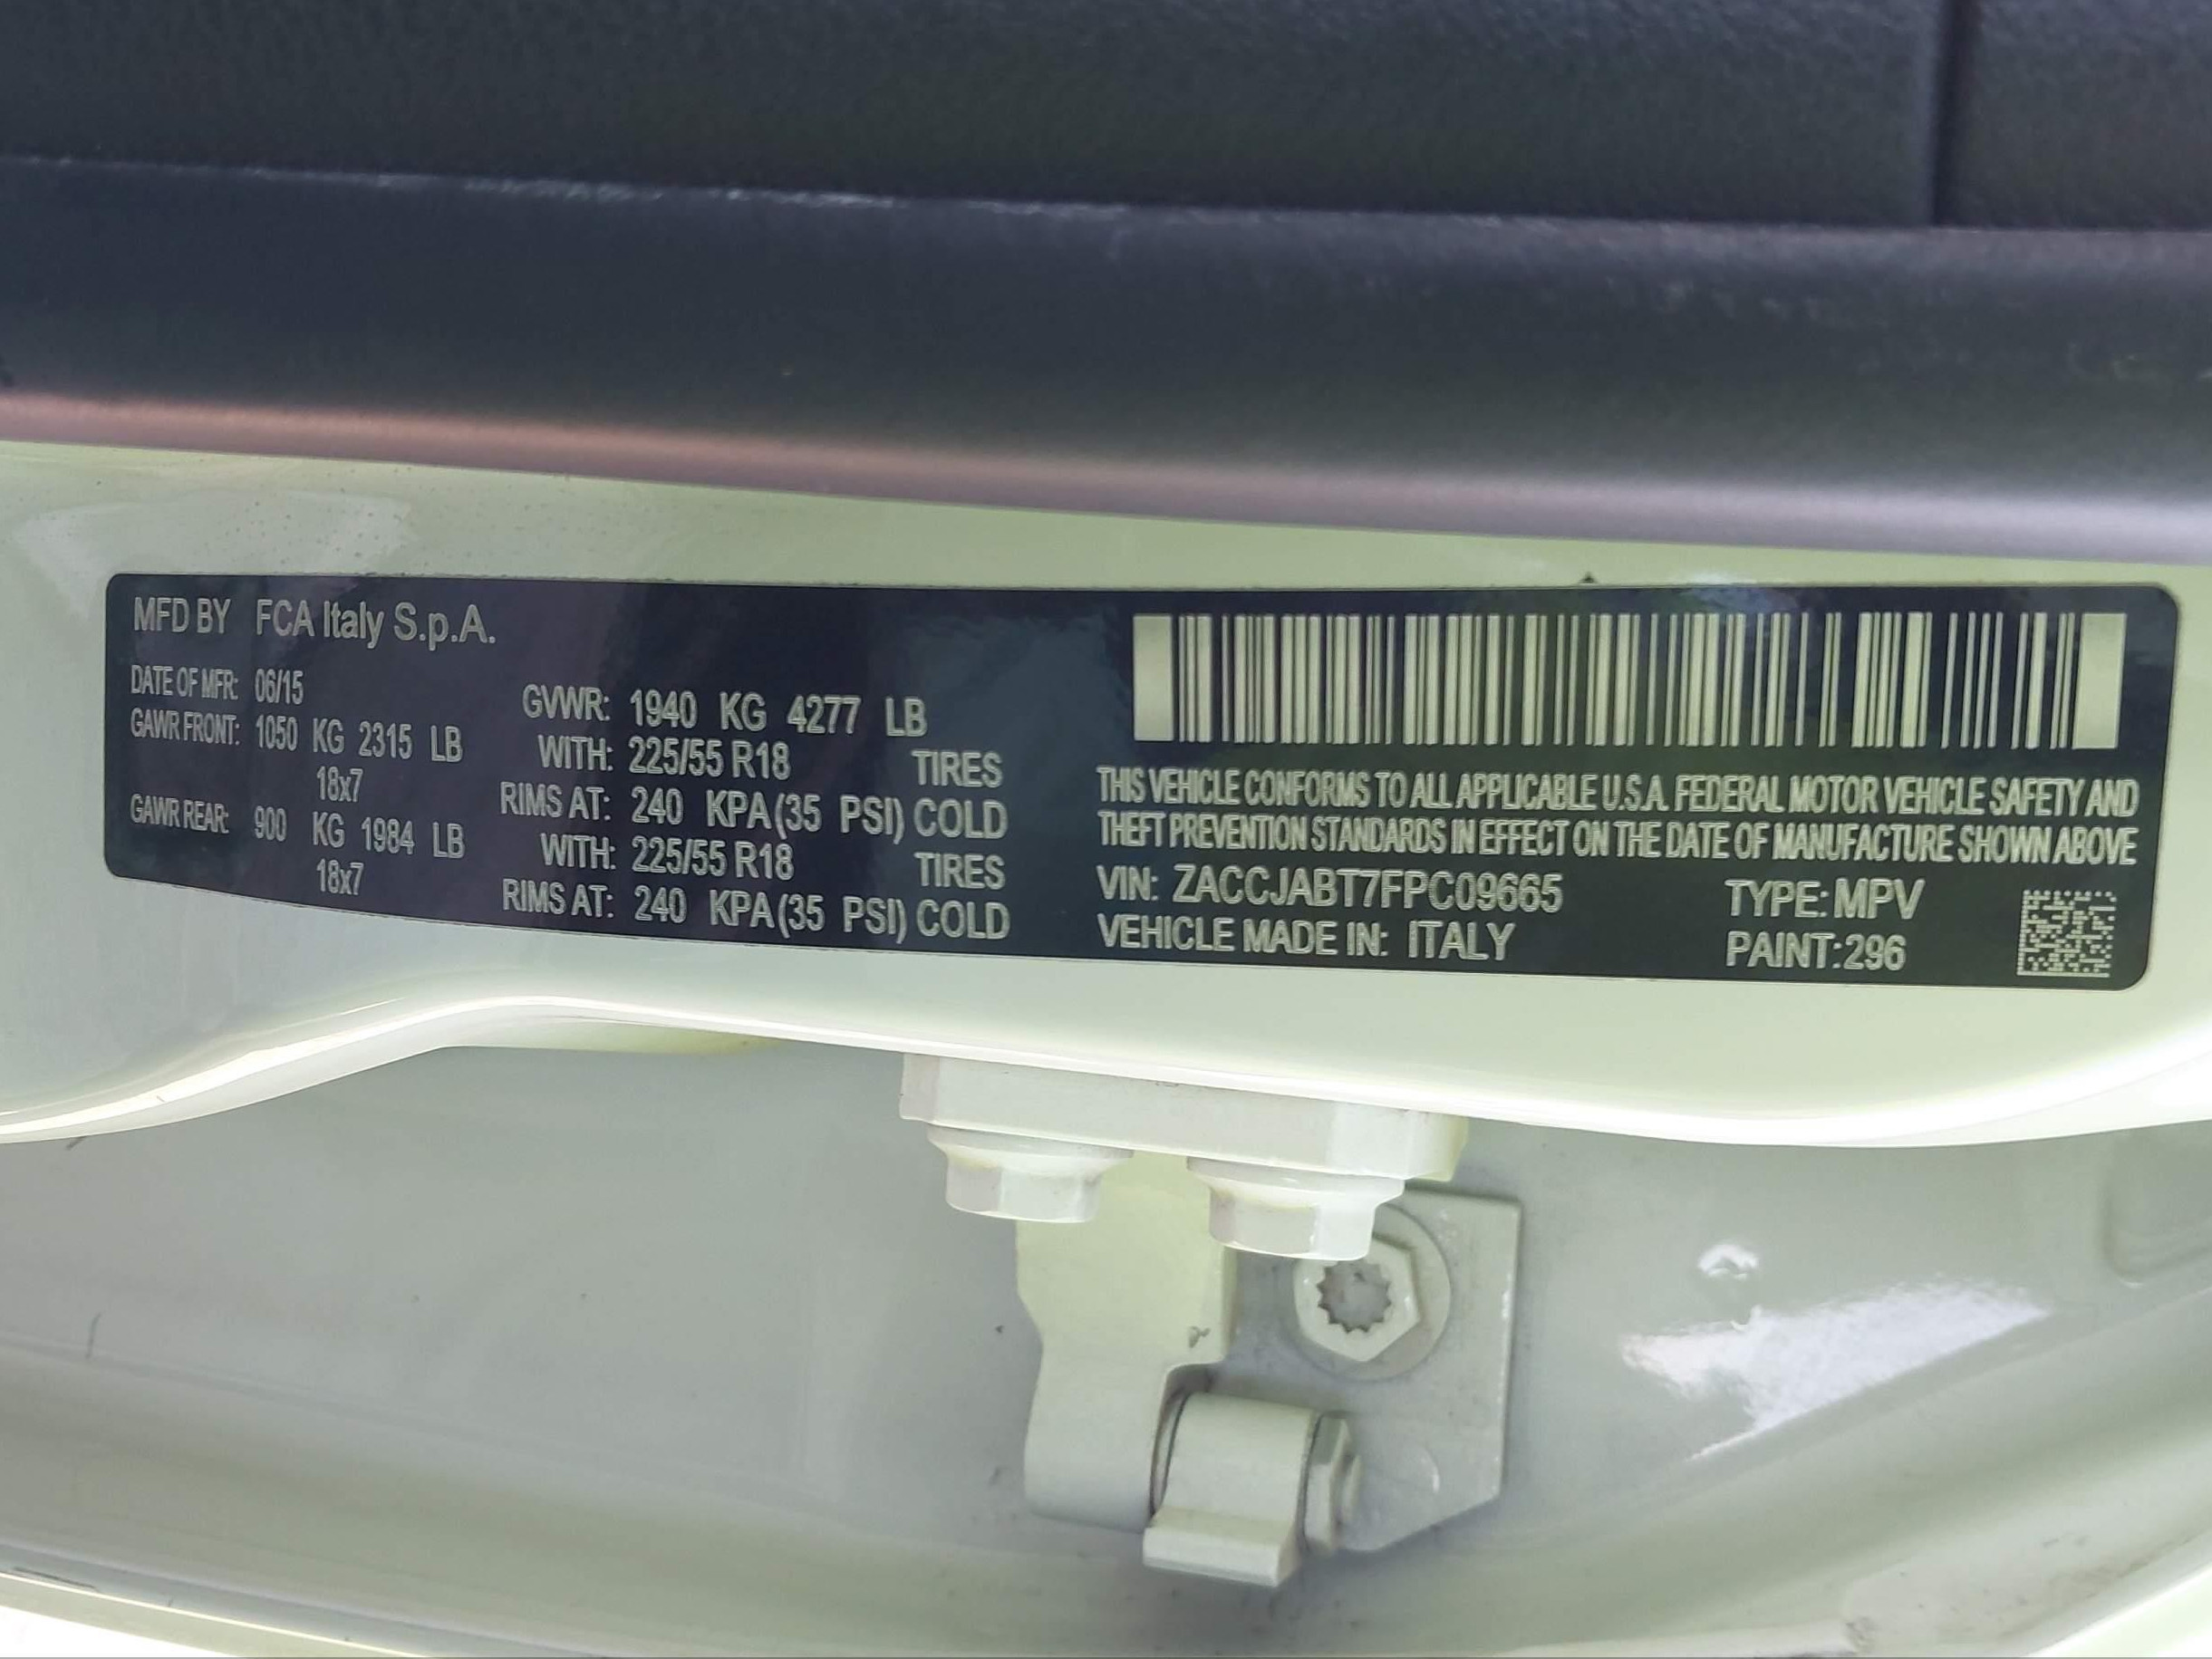 MFD BY FCA Italy S.p.A.
DATE OF MFR: 06/15
GAWR FRONT: 1050 KG 2315 LB
18x7
GAWR REAR: 900 KG 1984 LB
18x7
GVWR: 1940 KG 4277 LB
WITH: 225/55 R18 TIRES
RIMS AT: 240 KPA (35 PSI) COLD
WITH: 225/55 R18 TIRES
RIMS AT: 240 KPA (35 PSI) COLD
THIS VEHICLE CONFORMS TO ALL APPLICABLE U.S.A. FEDERAL MOTOR VEHICLE SAFETY AND
THEFT PREVENTION STANDARDS IN EFFECT ON THE DATE OF MANUFACTURE SHOWN ABOVE
VIN: ZACCJABT7FPC09665 TYPE: MPV
VEHICLE MADE IN: ITALY PAINT: 296